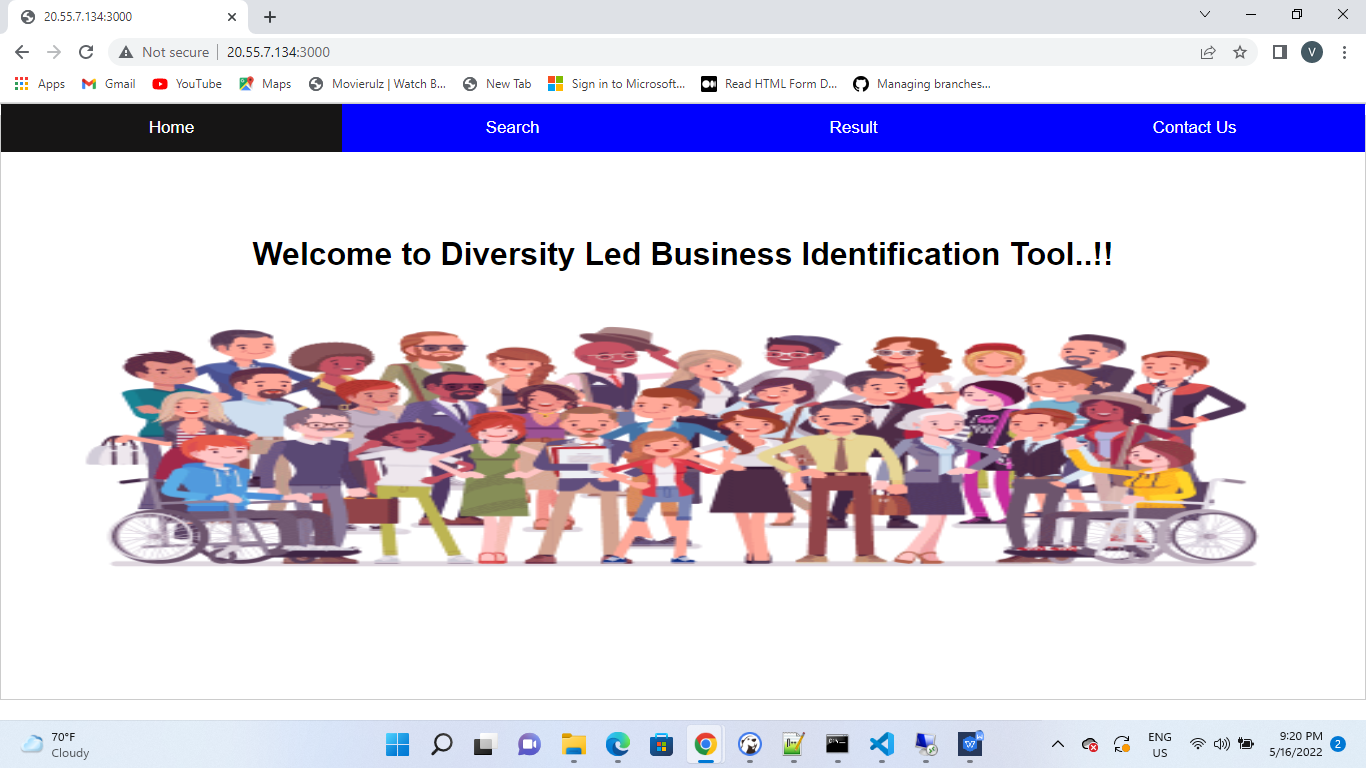 20.55.7.134:3000
Not secure 20.55.7.134:3000
V
Apps Gmail YouTube Maps Movierulz | Watch B... New Tab Sign in to Microsoft... Read HTML Form D... Managing branches...
Home Search Result Contact Us
Welcome to Diversity Led Business Identification Tool..!!
70°F
Cloudy
ENG
US
9:20 PM
5/16/2022
2